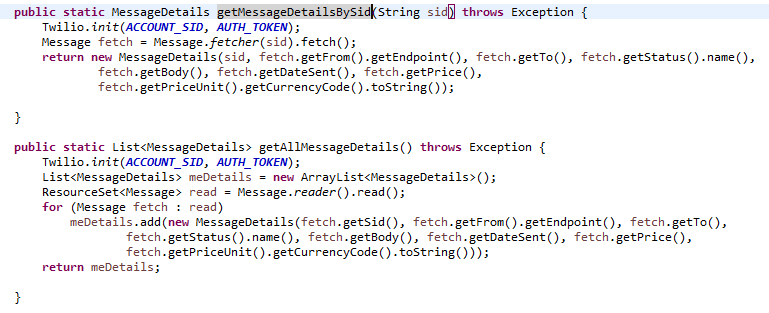 public static MessageDetails getMessageDetailsBySid(String sid) throws Exception {
Twilio.init(ACCOUNT_SID, AUTH_TOKEN);
Message fetch = Message.fetcher(sid).fetch();
return new MessageDetails(sid, fetch.getFrom().getEndpoint(), fetch.getTo(), fetch.getStatus().name(),
fetch.getBody(), fetch.getDateSent(), fetch.getPrice(),
fetch.getPriceUnit().getCurrencyCode().toString());
}
public static List<MessageDetails> getAllMessageDetails() throws Exception {
Twilio.init(ACCOUNT_SID, AUTH_TOKEN);
List<MessageDetails> meDetails = new ArrayList<MessageDetails>();
ResourceSet<Message> read = Message.reader().read();
for (Message fetch : read)
meDetails.add(new MessageDetails(fetch.getSid(), fetch.getFrom().getEndpoint(), fetch.getTo(),
fetch.getStatus().name(), fetch.getBody(), fetch.getDateSent(), fetch.getPrice(),
fetch.getPriceUnit().getCurrencyCode().toString()));
return meDetails;
}